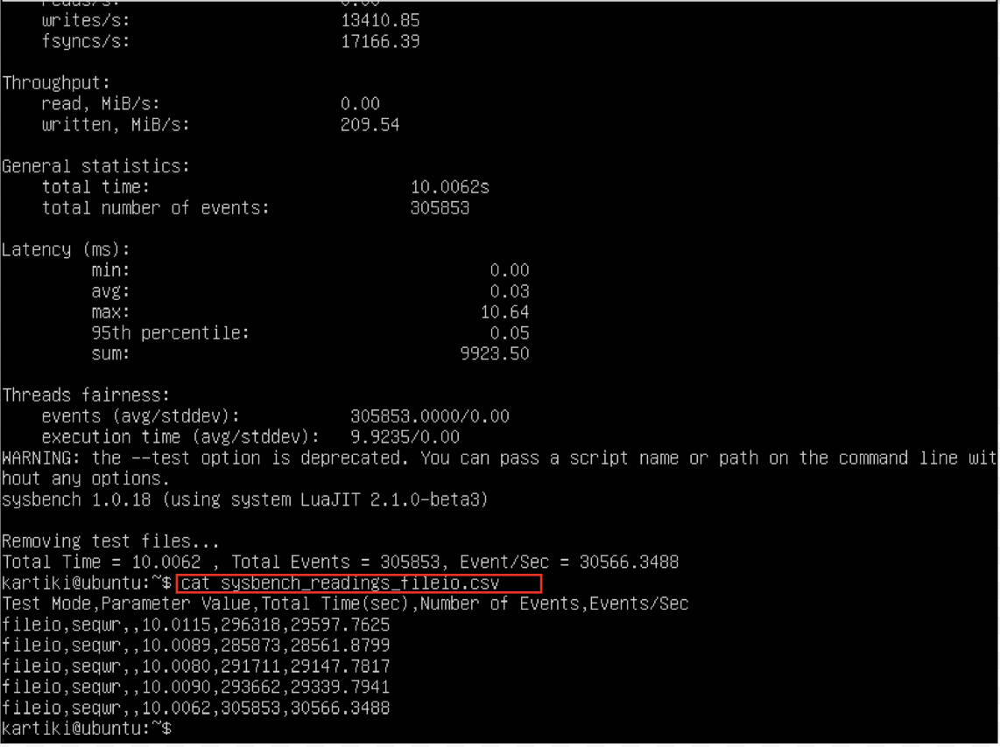 reads/s: 0.00
writes/s: 13410.85
fsyncs/s: 17166.39
Throughput:
read, MiB/s: 0.00
written, MiB/s: 209.54
General statistics:
total time: 10.0062s
total number of events: 305853
Latency (ms):
min: 0.00
avg: 0.03
max: 10.64
95th percentile: 0.05
sum: 9923.50
Threads fairness:
events (avg/stddev): 305853.0000/0.00
execution time (avg/stddev): 9.9235/0.00
WARNING: the --test option is deprecated. You can pass a script name or path on the command line wit
hout any options.
sysbench 1.0.18 (using system LuaJIT 2.1.0-beta3)
Removing test files...
Total Time = 10.0062 , Total Events = 305853, Event/Sec = 30566.3488
kartiki@ubuntu:~$ cat sysbench_readings_fileio.csv
Test Mode,Parameter Value,Total Time(sec),Number of Events,Events/Sec
fileio,seqwr,,10.0115,296318,29597.7625
fileio,seqwr,,10.0089,285873,28561.8799
fileio,seqwr,,10.0080,291711,29147.7817
fileio,seqwr,,10.0090,293662,29339.7941
fileio,seqwr,,10.0062,305853,30566.3488
kartiki@ubuntu:~$